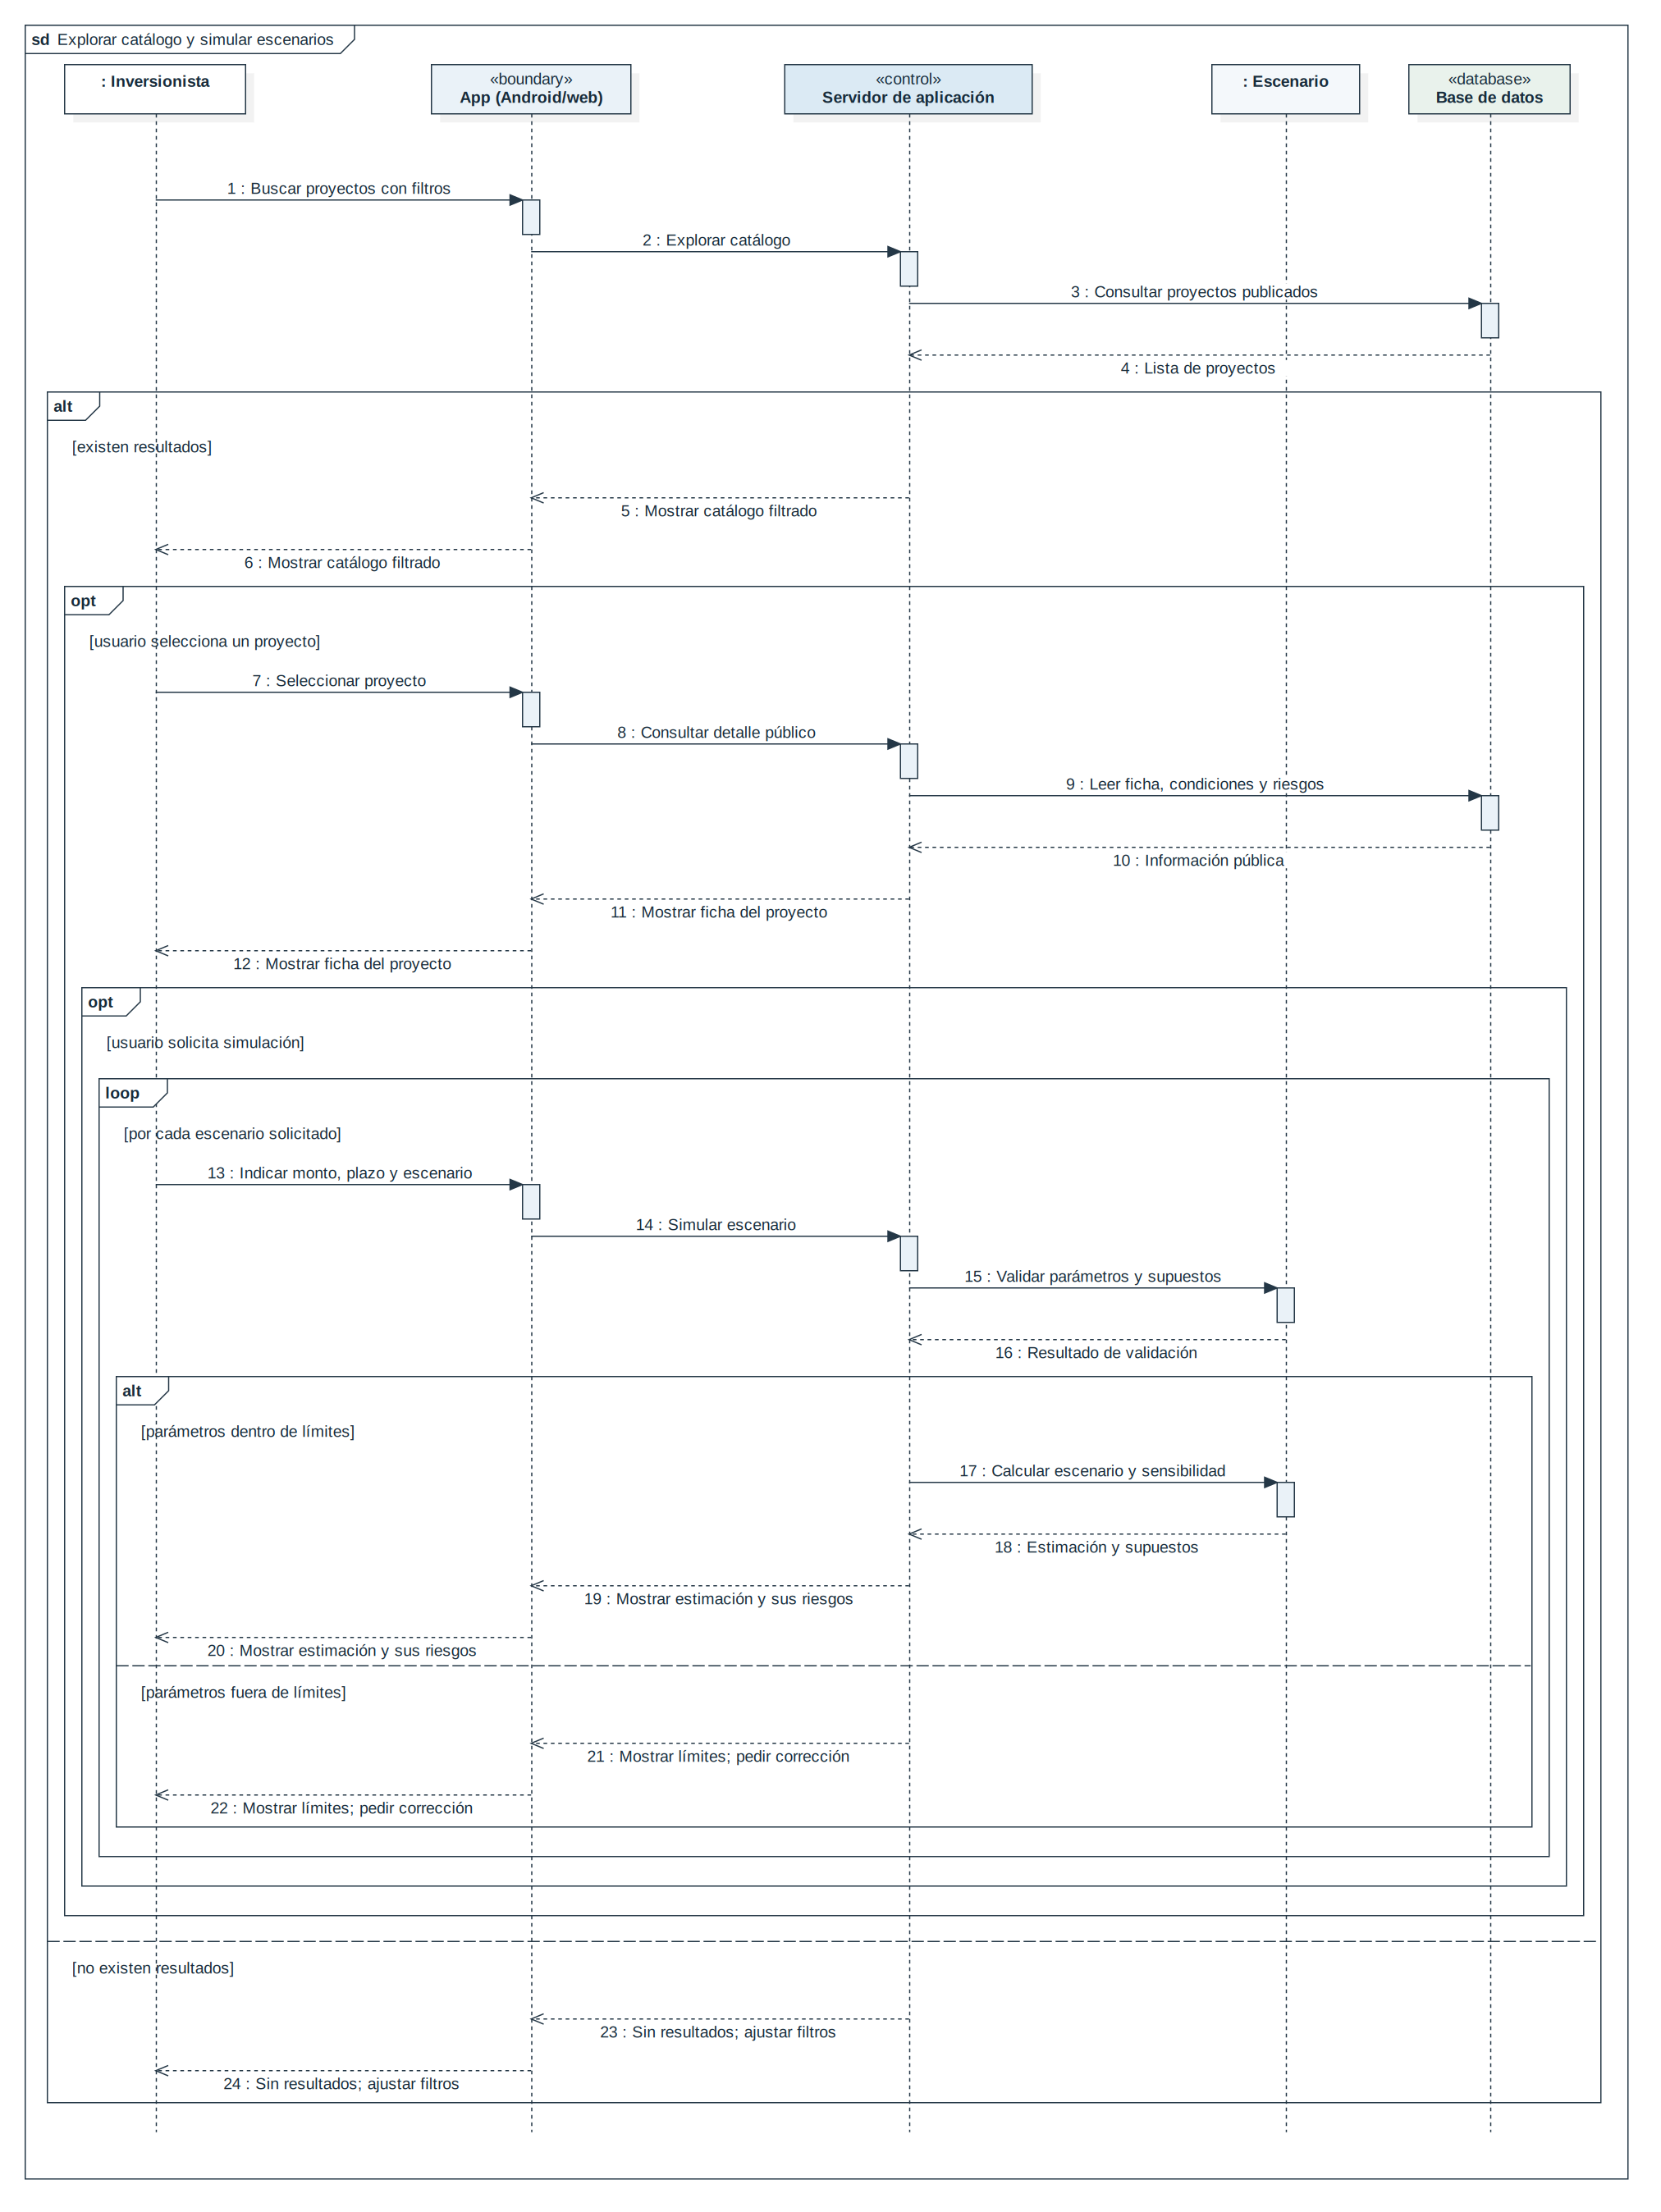 sd Explorar catálogo y simular escenarios
: Inversionista
«boundary»
App (Android/web)
«control»
Servidor de aplicación
: Escenario
«database»
Base de datos
1 : Buscar proyectos con filtros
2 : Explorar catálogo
3 : Consultar proyectos publicados
4 : Lista de proyectos
alt
[existen resultados]
5 : Mostrar catálogo filtrado
6 : Mostrar catálogo filtrado
opt
[usuario selecciona un proyecto]
7 : Seleccionar proyecto
8 : Consultar detalle público
9 : Leer ficha, condiciones y riesgos
10 : Información pública
11 : Mostrar ficha del proyecto
12 : Mostrar ficha del proyecto
opt
[usuario solicita simulación]
loop
[por cada escenario solicitado]
13 : Indicar monto, plazo y escenario
14 : Simular escenario
15 : Validar parámetros y supuestos
16 : Resultado de validación
alt
[parámetros dentro de límites]
17 : Calcular escenario y sensibilidad
18 : Estimación y supuestos
19 : Mostrar estimación y sus riesgos
20 : Mostrar estimación y sus riesgos
[parámetros fuera de límites]
21 : Mostrar límites; pedir corrección
22 : Mostrar límites; pedir corrección
[no existen resultados]
23 : Sin resultados; ajustar filtros
24 : Sin resultados; ajustar filtros